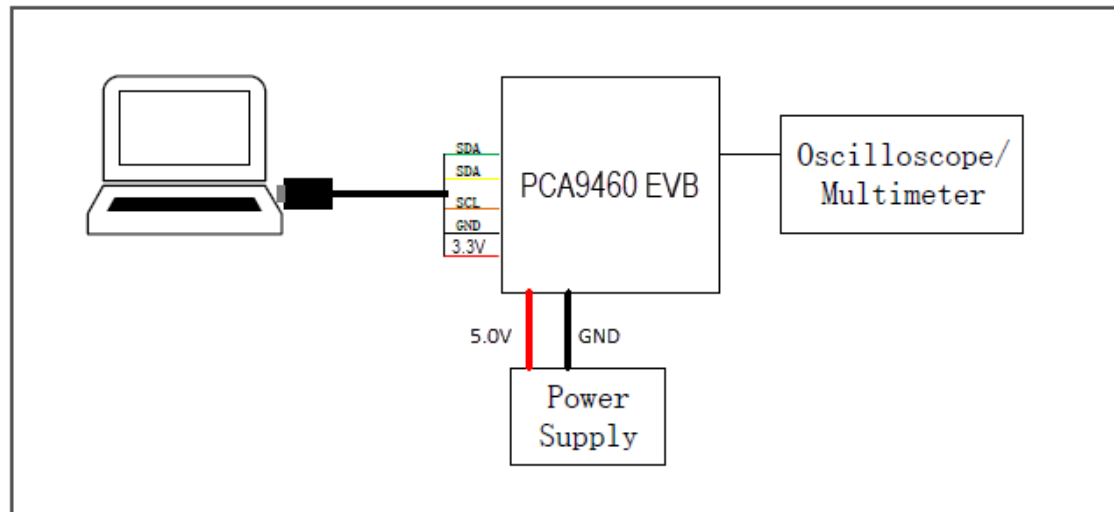 SDA
SDA
SCL
GND
3.3V
PCA9460 EVB
Oscilloscope/
Multimeter
5.0V
GND
Power
Supply